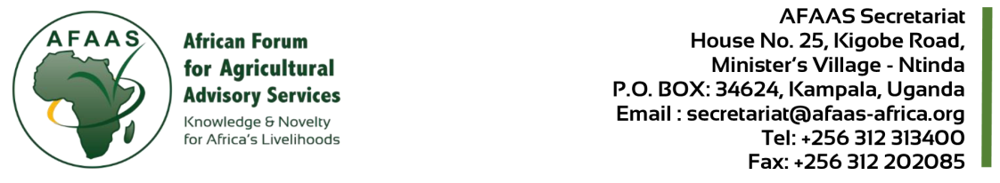 AFAAS
African Forum
for Agricultural
Advisory Services
Knowledge & Novelty
for Africa's Livelihoods
AFAAS Secretariat
House No. 25, Kigobe Road,
Minister's Village - Ntinda
P.O. BOX: 34624, Kampala, Uganda
Email : secretariat@afaas-africa.org
Tel: +256 312 313400
Fax: +256 312 202085